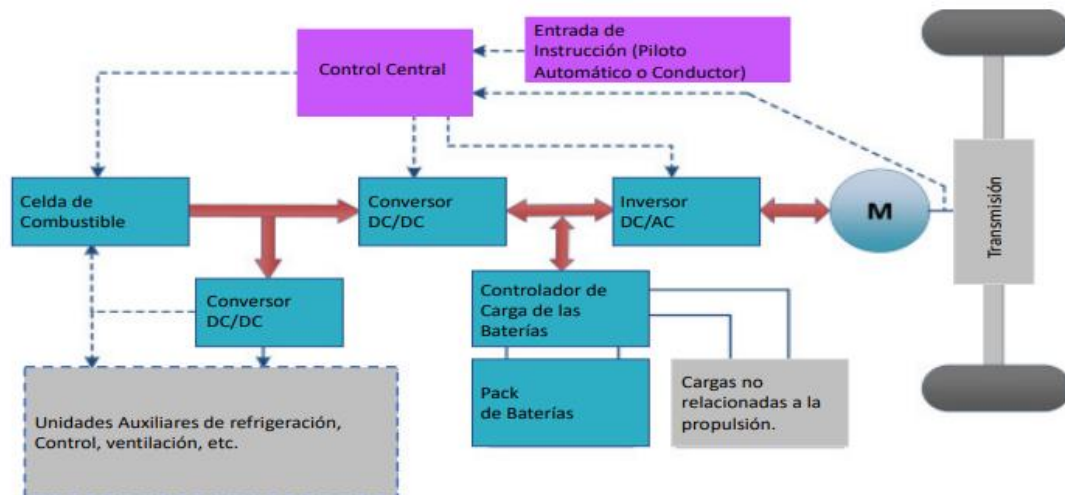 Entrada de
Instrucción (Piloto
Automático o Conductor)
Control Central
Celda de
Combustible
Conversor
DC/DC
Inversor
DC/AC
M
Transmisión
Conversor
DC/DC
Controlador de
Carga de las
Baterías
Pack
de Baterías
Cargas no
relacionadas a la
propulsión.
Unidades Auxiliares de refrigeración,
Control, ventilación, etc.